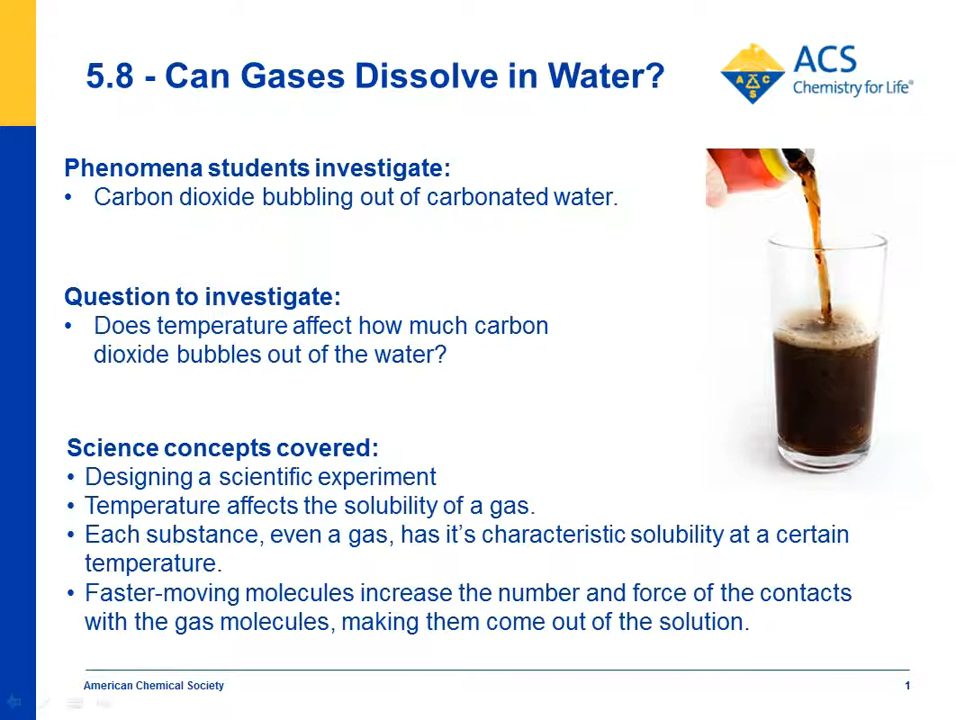 5.8 - Can Gases Dissolve in Water?
ACS
Chemistry for Life®
A C
S
Phenomena students investigate:
• Carbon dioxide bubbling out of carbonated water.
Question to investigate:
• Does temperature affect how much carbon
dioxide bubbles out of the water?
Science concepts covered:
• Designing a scientific experiment
• Temperature affects the solubility of a gas.
• Each substance, even a gas, has it’s characteristic solubility at a certain
temperature.
• Faster-moving molecules increase the number and force of the contacts
with the gas molecules, making them come out of the solution.
American Chemical Society
1